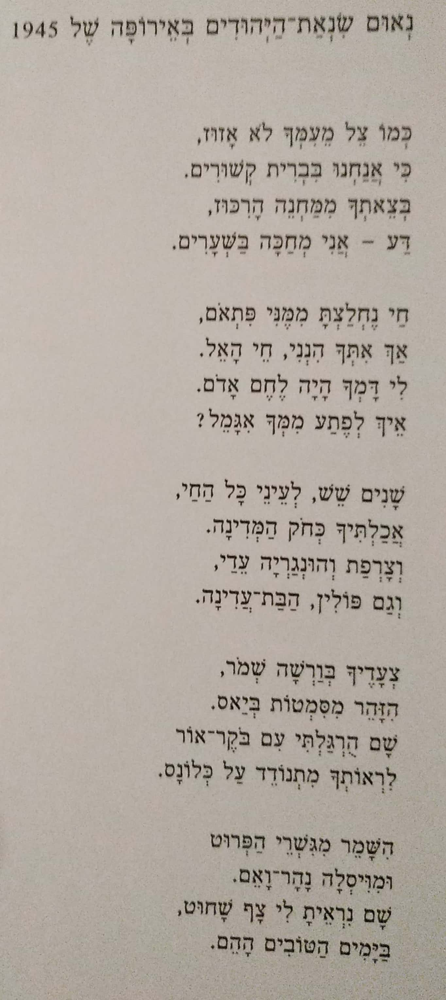 נְאוּם שִׂנְאַת־הַיְּהוּדִים בְּאֵירוֹפָּה שֶׁל 1945
כְּמוֹ צֵל מֵעִמְּךָ לֹא אָזוּז,
כִּי אֲנַחְנוּ בִּבְרִית קְשׁוּרִים.
בְּצֵאתְךָ מִמַּחְנֵה הָרִכּוּז,
דַּע – אֲנִי מְחַכָּה בַּשְּׁעָרִים.
חַי נֶחְלַצְתָּ מִמֶּנִּי פִּתְאֹם,
אַךְ אִתְּךָ הִנְנִי, חֵי הָאֵל.
לִי דָּמְךָ הָיָה לֶחֶם אָדֹם.
אֵיךְ לְפֶתַע מִמְּךָ אִגָּמֵל?
שָׁנִים שֵׁשׁ, לְעֵינֵי כָּל הַחַי,
אֲכַלְתִּיךָ כְּחֹק הַמְּדִינָה.
וְצָרְפַת וְהוּנְגַרְיָה עֵדַי,
וְגַם פּוֹלִין, הַבַּת־עֲדִינָה.
צְעָדֶיךָ בְּוַרְשָׁה שְׁמֹר,
הִזָּהֵר מִסִּמְטוֹת בְּיַאס.
שָׁם הֻרְגַּלְתִּי עִם בֹּקֶר־אוֹר
לִרְאוֹתְךָ מִתְנוֹדֵד עַל כְּלוֹנָס.
הִשָּׁמֵר מִגִּשְׁרֵי הַפְּרוּט
וּמִוִּיסְלָה נָהָר־וָאֵם.
שָׁם נִרְאֵיתָ לִי צָף שָׁחוּט,
בַּיָּמִים הַטּוֹבִים הָהֵם.